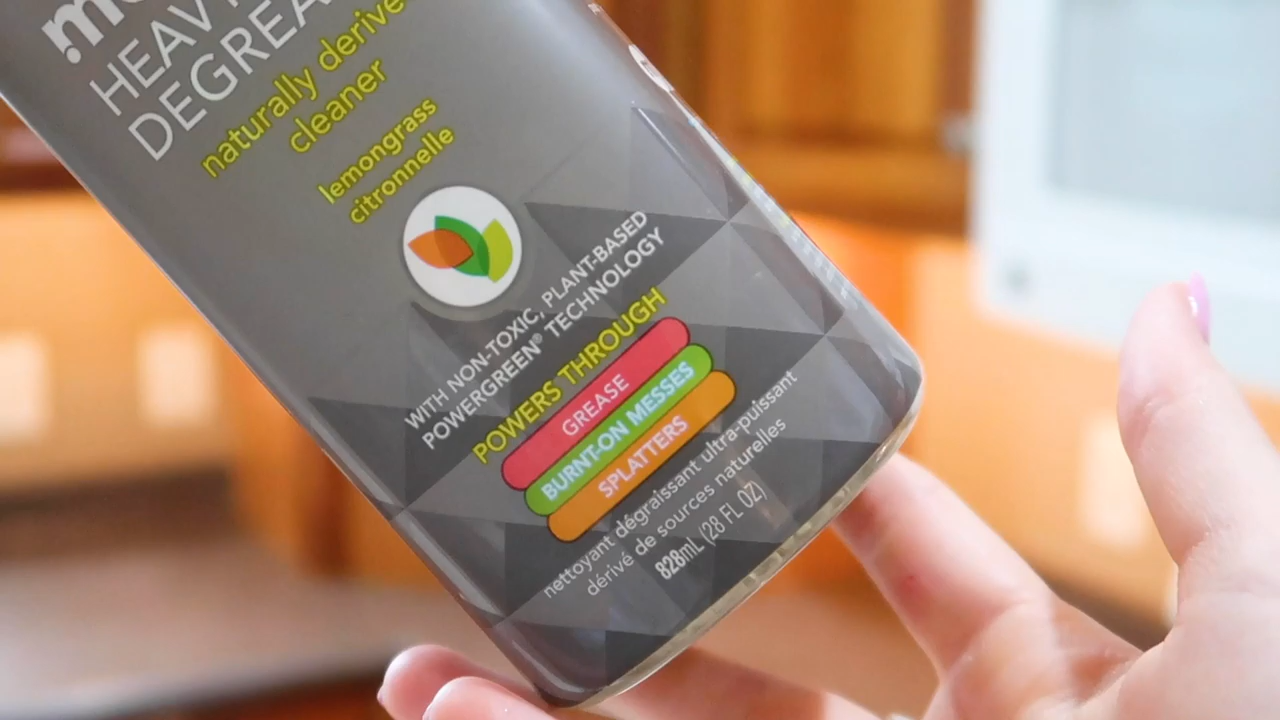 HEAVY
DEGREA
naturally derive
cleaner
lemongrass
citronnelle
WITH NON-TOXIC, PLANT-BASED
POWERGREEN® TECHNOLOGY
POWERS THROUGH
GREASE
BURNT-ON MESSES
SPLATTERS
nettoyant dégraissant ultra-puissant
dérivé de sources naturelles
828mL (28 FL OZ)